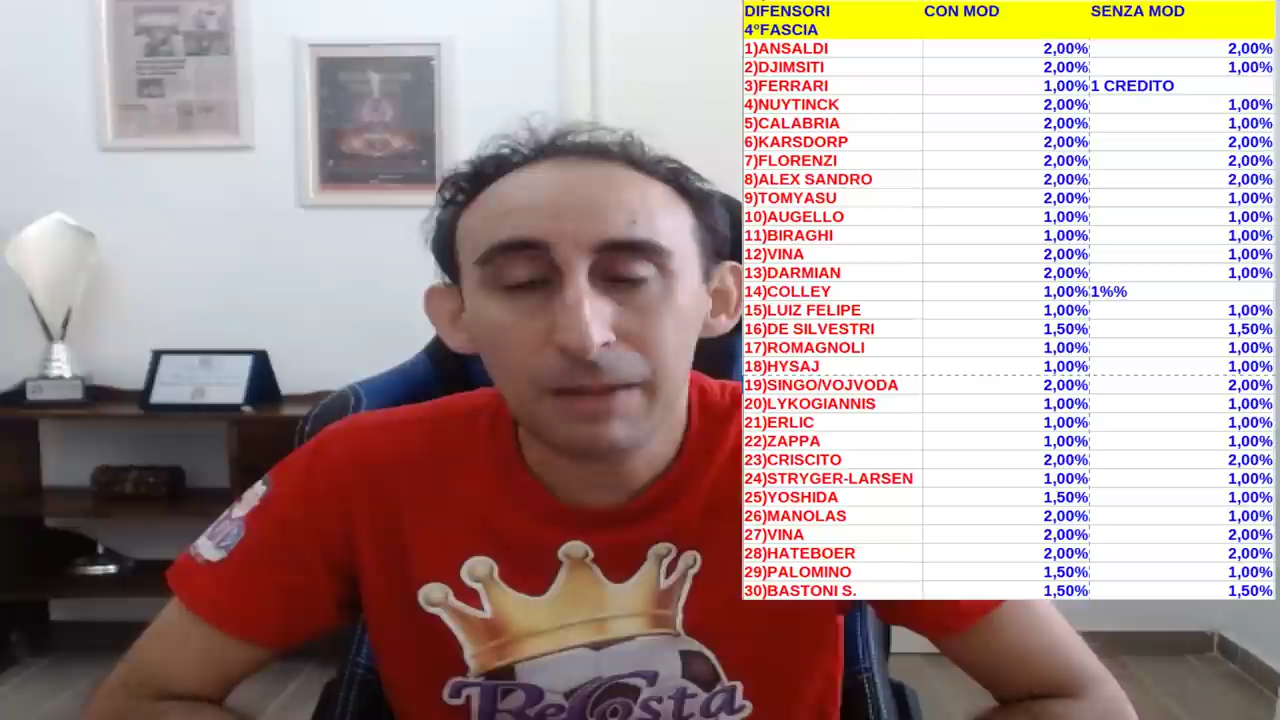 DIFENSORI CON MOD SENZA MOD
4°FASCIA
1)ANSALDI 2,00% 2,00%
2)DJIMSITI 2,00% 1,00%
3)FERRARI 1,00% 1 CREDITO
4)NUYTINCK 2,00% 1,00%
5)CALABRIA 2,00% 1,00%
6)KARSDORP 2,00% 2,00%
7)FLORENZI 2,00% 2,00%
8)ALEX SANDRO 2,00% 2,00%
9)TOMYASU 2,00% 1,00%
10)AUGELLO 1,00% 1,00%
11)BIRAGHI 1,00% 1,00%
12)VINA 2,00% 1,00%
13)DARMIAN 2,00% 1,00%
14)COLLEY 1,00% 1%%
15)LUIZ FELIPE 1,00% 1,00%
16)DE SILVESTRI 1,50% 1,50%
17)ROMAGNOLI 1,00% 1,00%
18)HYSAJ 1,00% 1,00%
19)SINGO/VOJVODA 2,00% 2,00%
20)LYKOGIANNIS 1,00% 1,00%
21)ERLIC 1,00% 1,00%
22)ZAPPA 1,00% 1,00%
23)CRISCITO 2,00% 2,00%
24)STRYGER-LARSEN 1,00% 1,00%
25)YOSHIDA 1,50% 1,00%
26)MANOLAS 2,00% 1,00%
27)VINA 2,00% 1,00%
28)HATEBOER 2,00% 2,00%
29)PALOMINO 1,50% 1,00%
30)BASTONI S. 1,50% 1,50%
ReCosta